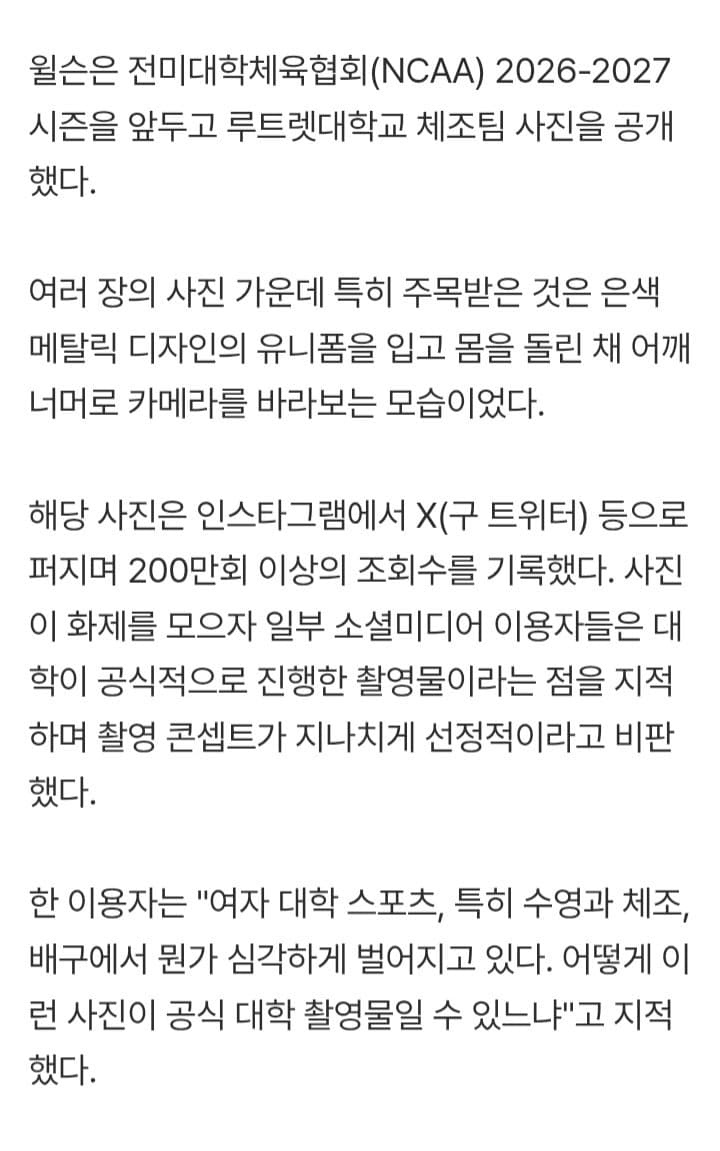 윌슨은 전미대학체육협회(NCAA) 2026-2027
시즌을 앞두고 루트렛대학교 체조팀 사진을 공개
했다.
여러 장의 사진 가운데 특히 주목받은 것은 은색
메탈릭 디자인의 유니폼을 입고 몸을 돌린 채 어깨
너머로 카메라를 바라보는 모습이었다.
해당 사진은 인스타그램에서 X(구 트위터) 등으로
퍼지며 200만회 이상의 조회수를 기록했다. 사진
이 화제를 모으자 일부 소셜미디어 이용자들은 대
학이 공식적으로 진행한 촬영물이라는 점을 지적
하며 촬영 콘셉트가 지나치게 선정적이라고 비판
했다.
한 이용자는 "여자 대학 스포츠, 특히 수영과 체조,
배구에서 뭔가 심각하게 벌어지고 있다. 어떻게 이
런 사진이 공식 대학 촬영물일 수 있느냐"고 지적
했다.